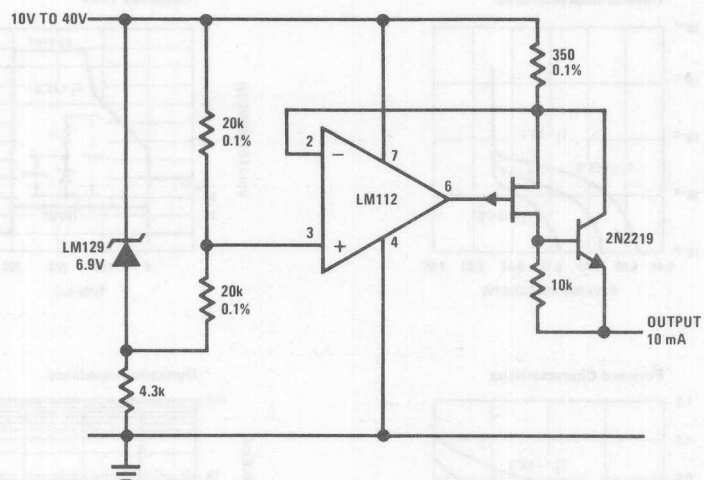 10V TO 40V
350
0.1%
20k
0.1%
2
7
LM112
6
3
4
LM129
6.9V
2N2219
20k
0.1%
10k
OUTPUT
10 mA
4.3k